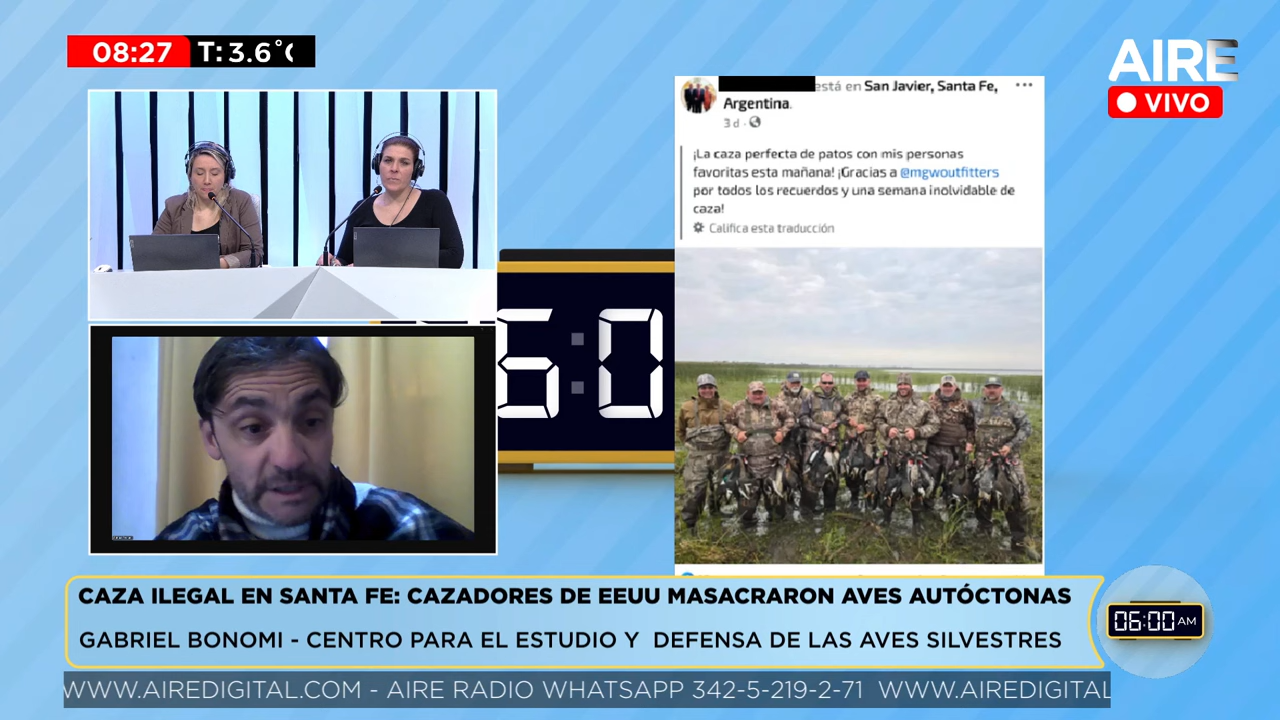 08:27 T: 3.6°C
AIRE
VIVO
está en San Javier, Santa Fe,
Argentina.
3 d
¡La caza perfecta de patos con mis personas
favoritas esta mañana! ¡Gracias a @mgwoutfitters
por todos los recuerdos y una semana inolvidable de
caza!
Califica esta traducción
6:0
CAZA ILEGAL EN SANTA FE: CAZADORES DE EEUU MASACRARON AVES AUTÓCTONAS
GABRIEL BONOMI - CENTRO PARA EL ESTUDIO Y DEFENSA DE LAS AVES SILVESTRES
06:00 AM
WWW.AIREDIGITAL.COM - AIRE RADIO WHATSAPP 342-5-219-2-71 WWW.AIREDIGITAL